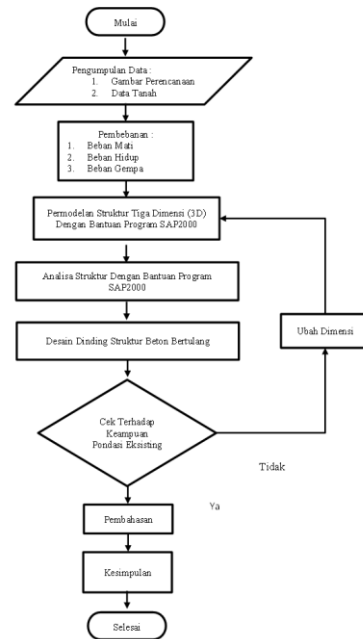 Mulai
Pengumpulan Data :
1. Gambar Perencanaan
2. Data Tanah
Pembebanan :
1. Beban Mati
2. Beban Hidup
3. Beban Gempa
Permodelan Struktur Tiga Dimensi (3D)
Dengan Bantuan Program SAP2000
Analisa Struktur Dengan Bantuan Program
SAP2000
Desain Dinding Struktur Beton Bertulang
Ubah Dimensi
Cek Terhadap
Keampuan
Pondasi Eksisting
Tidak
Ya
Pembahasan
Kesimpulan
Selesai